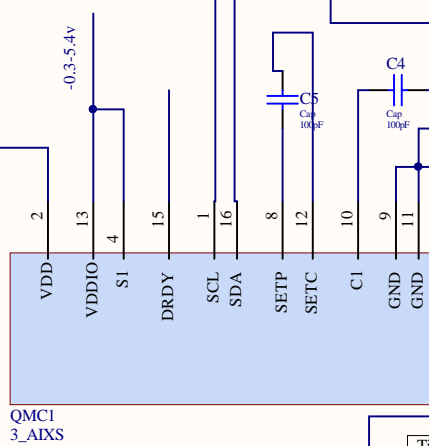 -0.3-5.4v
C4
Cap
100pF
C5
Cap
100pF
2
13
4
15
1
16
8
12
10
9
11
VDD
VDDIO
S1
DRDY
SCL
SDA
SETP
SETC
C1
GND
GND
QMC1
3_AIXS